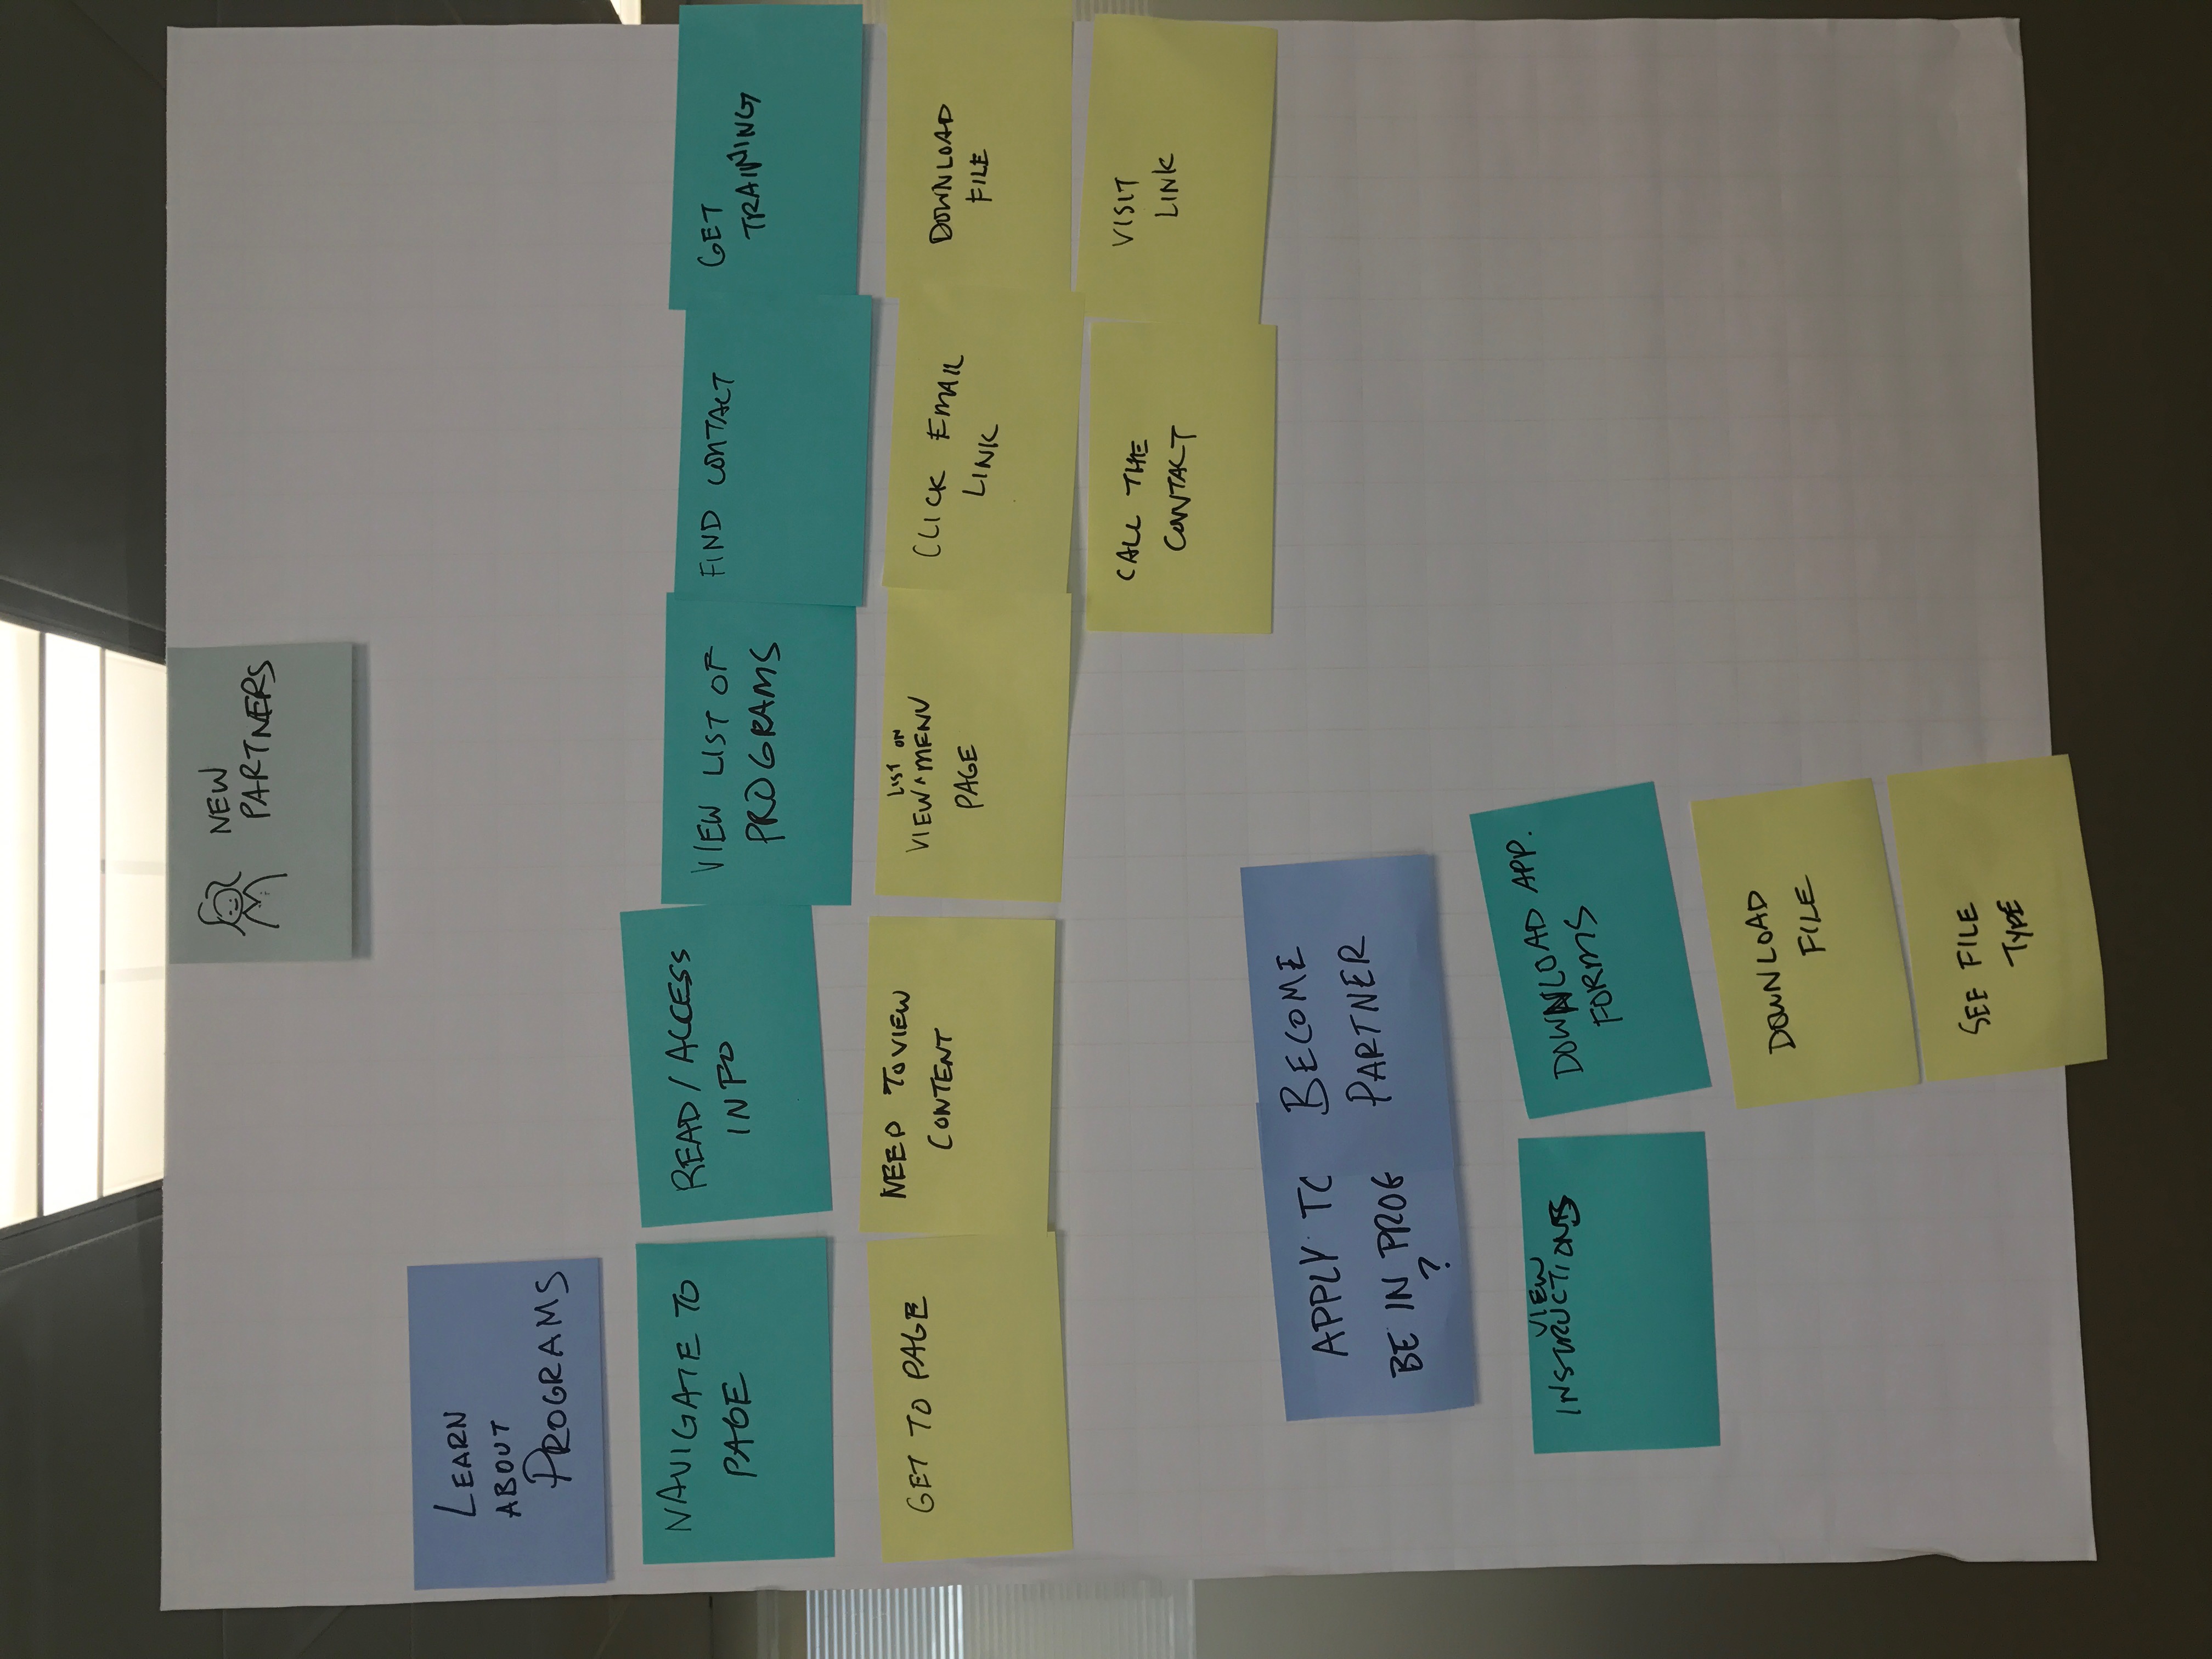 NEW
PARTNERS
LEARN
ABOUT
PROGRAMS
NAVIGATE TO
PAGE
READ / ACCESS
INFO
VIEW LIST OF
PROGRAMS
FIND CONTACT
GET
TRAINING
GET TO PAGE
NEED TO VIEW
CONTENT
LIST ON
VIEW ^ MENU
PAGE
CLICK EMAIL
LINK
DOWNLOAD
FILE
CALL THE
CONTACT
VISIT
LINK
APPLY TO
BE IN PROG
?
BECOME
PARTNER
VIEW
INSTRUCTIONS
DOWNLOAD APP.
FORMS
DOWNLOAD
FILE
SEE FILE
TYPE